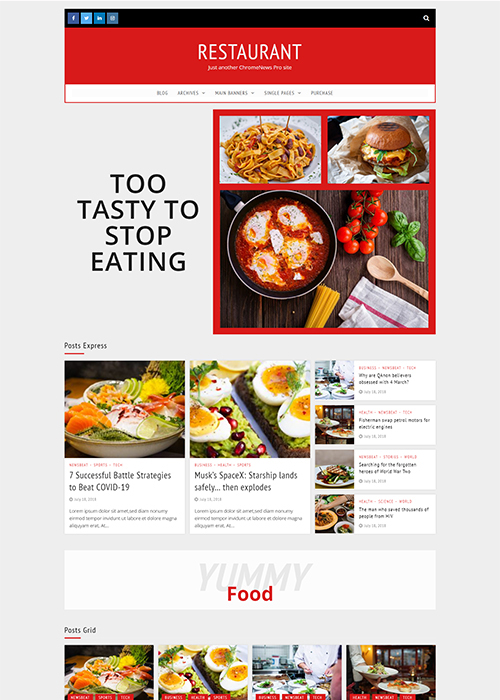 RESTAURANT
Just another ChromeNews Pro site
BLOG ARCHIVES MAIN BANNERS SINGLE PAGES PURCHASE
TOO
TASTY TO
STOP
EATING
Posts Express
NEWSBEAT SPORTS TECH
7 Successful Battle Strategies
to Beat COVID-19
July 18, 2018
Lorem ipsum dolor sit amet,sed diam nonumy
eirmod tempor invidunt ut labore et dolore magna
aliquyam erat, At...
BUSINESS HEALTH SPORTS
Musk's SpaceX: Starship lands
safely... then explodes
July 18, 2018
Lorem ipsum dolor sit amet,sed diam nonumy
eirmod tempor invidunt ut labore et dolore magna
aliquyam erat, At...
BUSINESS NEWSBEAT TECH
Why are QAnon believers
obsessed with 4 March?
July 18, 2018
HEALTH NEWSBEAT TECH
Fisherman swap petrol motors for
electric engines
July 18, 2018
NEWSBEAT STORIES WORLD
Searching for the forgotten
heroes of World War Two
July 18, 2018
HEALTH SCIENCE WORLD
The man who saved thousands of
people from HIV
July 18, 2018
YUMMY
Food
Posts Grid
NEWSBEAT SPORTS TECH
BUSINESS HEALTH SPORTS
BUSINESS NEWSBEAT TECH
HEALTH NEWSBEAT TECH